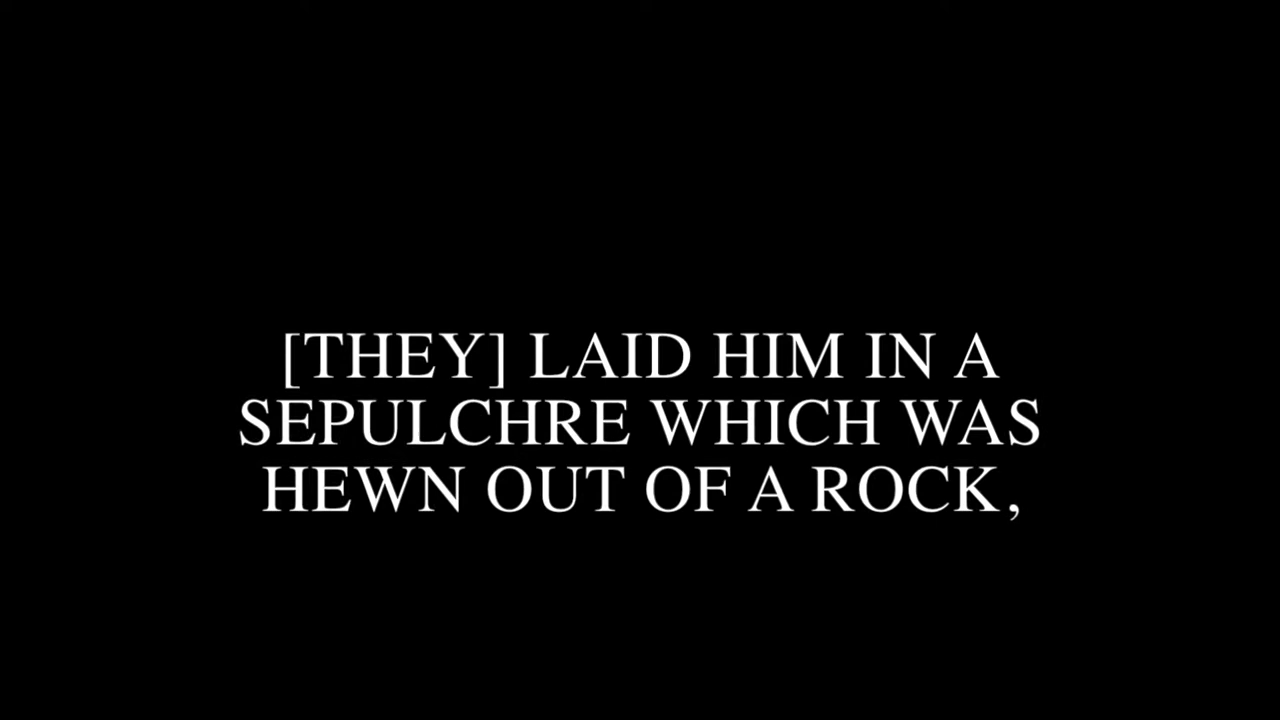 [THEY] LAID HIM IN A
SEPULCHRE WHICH WAS
HEWN OUT OF A ROCK,